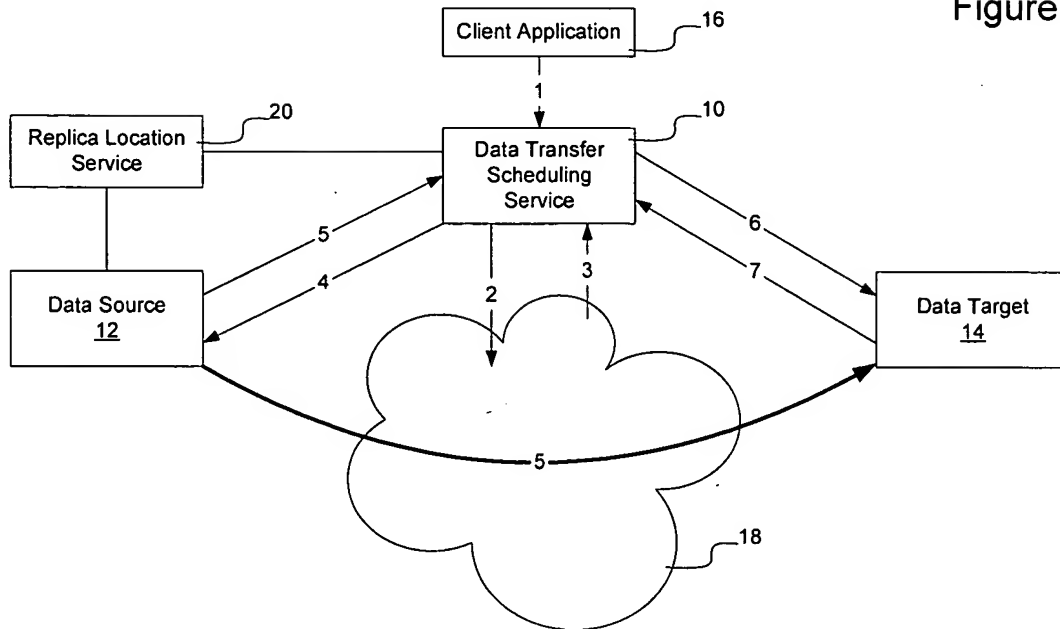 Figure
Client Application
16
1
20
10
Replica Location
Service
Data Transfer
Scheduling
Service
5
6
4
2
3
7
Data Source
12
Data Target
14
5
18